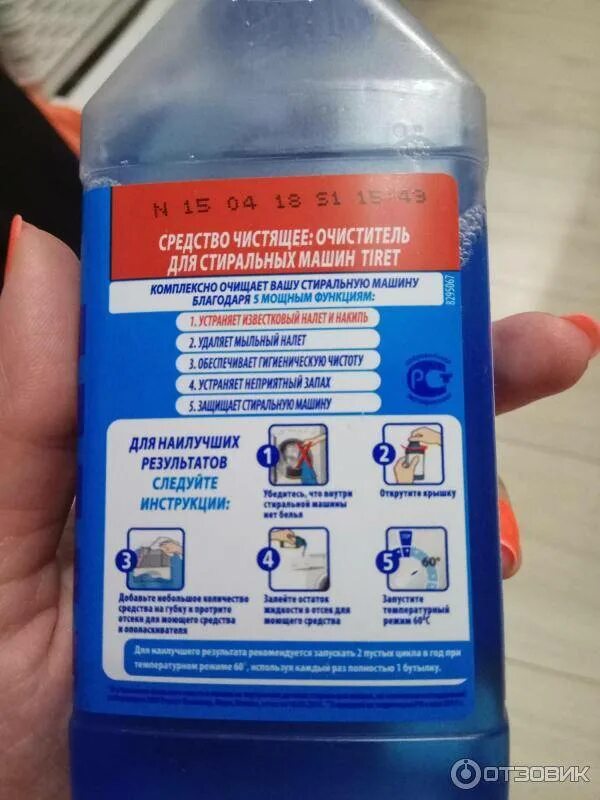 N 15 04 18 S1 15 49
СРЕДСТВО ЧИСТЯЩЕЕ: ОЧИСТИТЕЛЬ
ДЛЯ СТИРАЛЬНЫХ МАШИН TIRET
КОМПЛЕКСНО ОЧИЩАЕТ ВАШУ СТИРАЛЬНУЮ МАШИНУ
БЛАГОДАРЯ 5 МОЩНЫМ ФУНКЦИЯМ:
8295067
1. УСТРАНЯЕТ ИЗВЕСТКОВЫЙ НАЛЕТ И НАКИПЬ
2. УДАЛЯЕТ МЫЛЬНЫЙ НАЛЕТ
3. ОБЕСПЕЧИВАЕТ ГИГИЕНИЧЕСКУЮ ЧИСТОТУ
4. УСТРАНЯЕТ НЕПРИЯТНЫЙ ЗАПАХ
5. ЗАЩИЩАЕТ СТИРАЛЬНУЮ МАШИНУ
ДЛЯ НАИЛУЧШИХ
РЕЗУЛЬТАТОВ
СЛЕДУЙТЕ
ИНСТРУКЦИИ:
1
Убедитесь, что внутри
стиральной машины
нет белья
2
Открутите крышку
3
Добавьте небольшое количество
средства на губку и протрите
отсеки для моющего средства
и ополаскивателя
4
Залейте остаток
жидкости в отсек для
моющего средства
5
60°
Запустите
температурный
режим 60°C
Для наилучшего результата рекомендуется запускать 2 пустых цикла в год при
температурном режиме 60°, используя каждый раз полностью 1 бутылку.
ОТЗОВИК